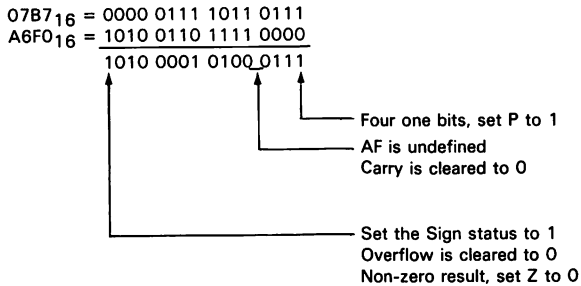 07B7₁₆ = 0000 0111 1011 0111
A6F0₁₆ = 1010 0110 1111 0000
1010 0001 0100 0111
Four one bits, set P to 1
AF is undefined
Carry is cleared to 0
Set the Sign status to 1
Overflow is cleared to 0
Non-zero result, set Z to 0